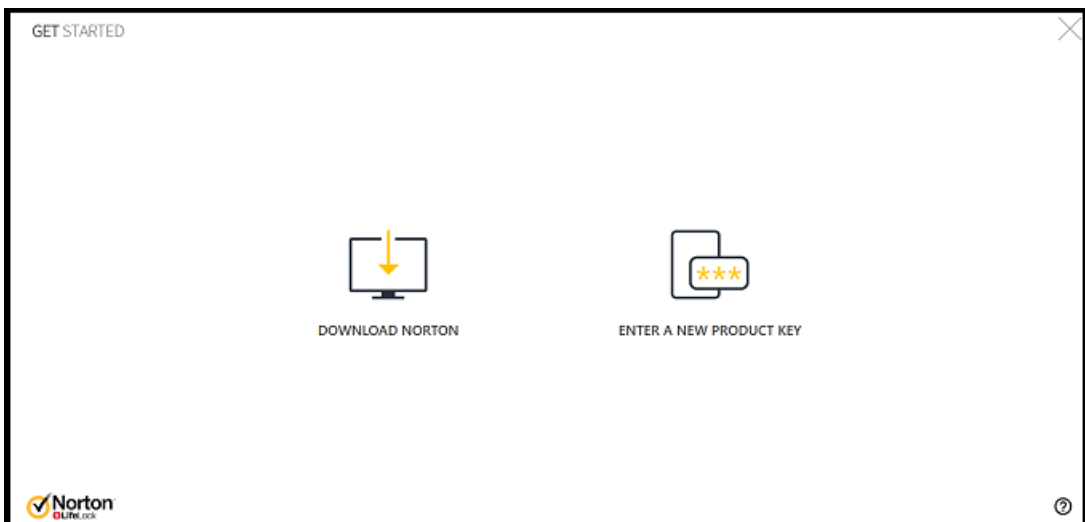 GET STARTED
***
DOWNLOAD NORTON
ENTER A NEW PRODUCT KEY
Norton
LifeLock